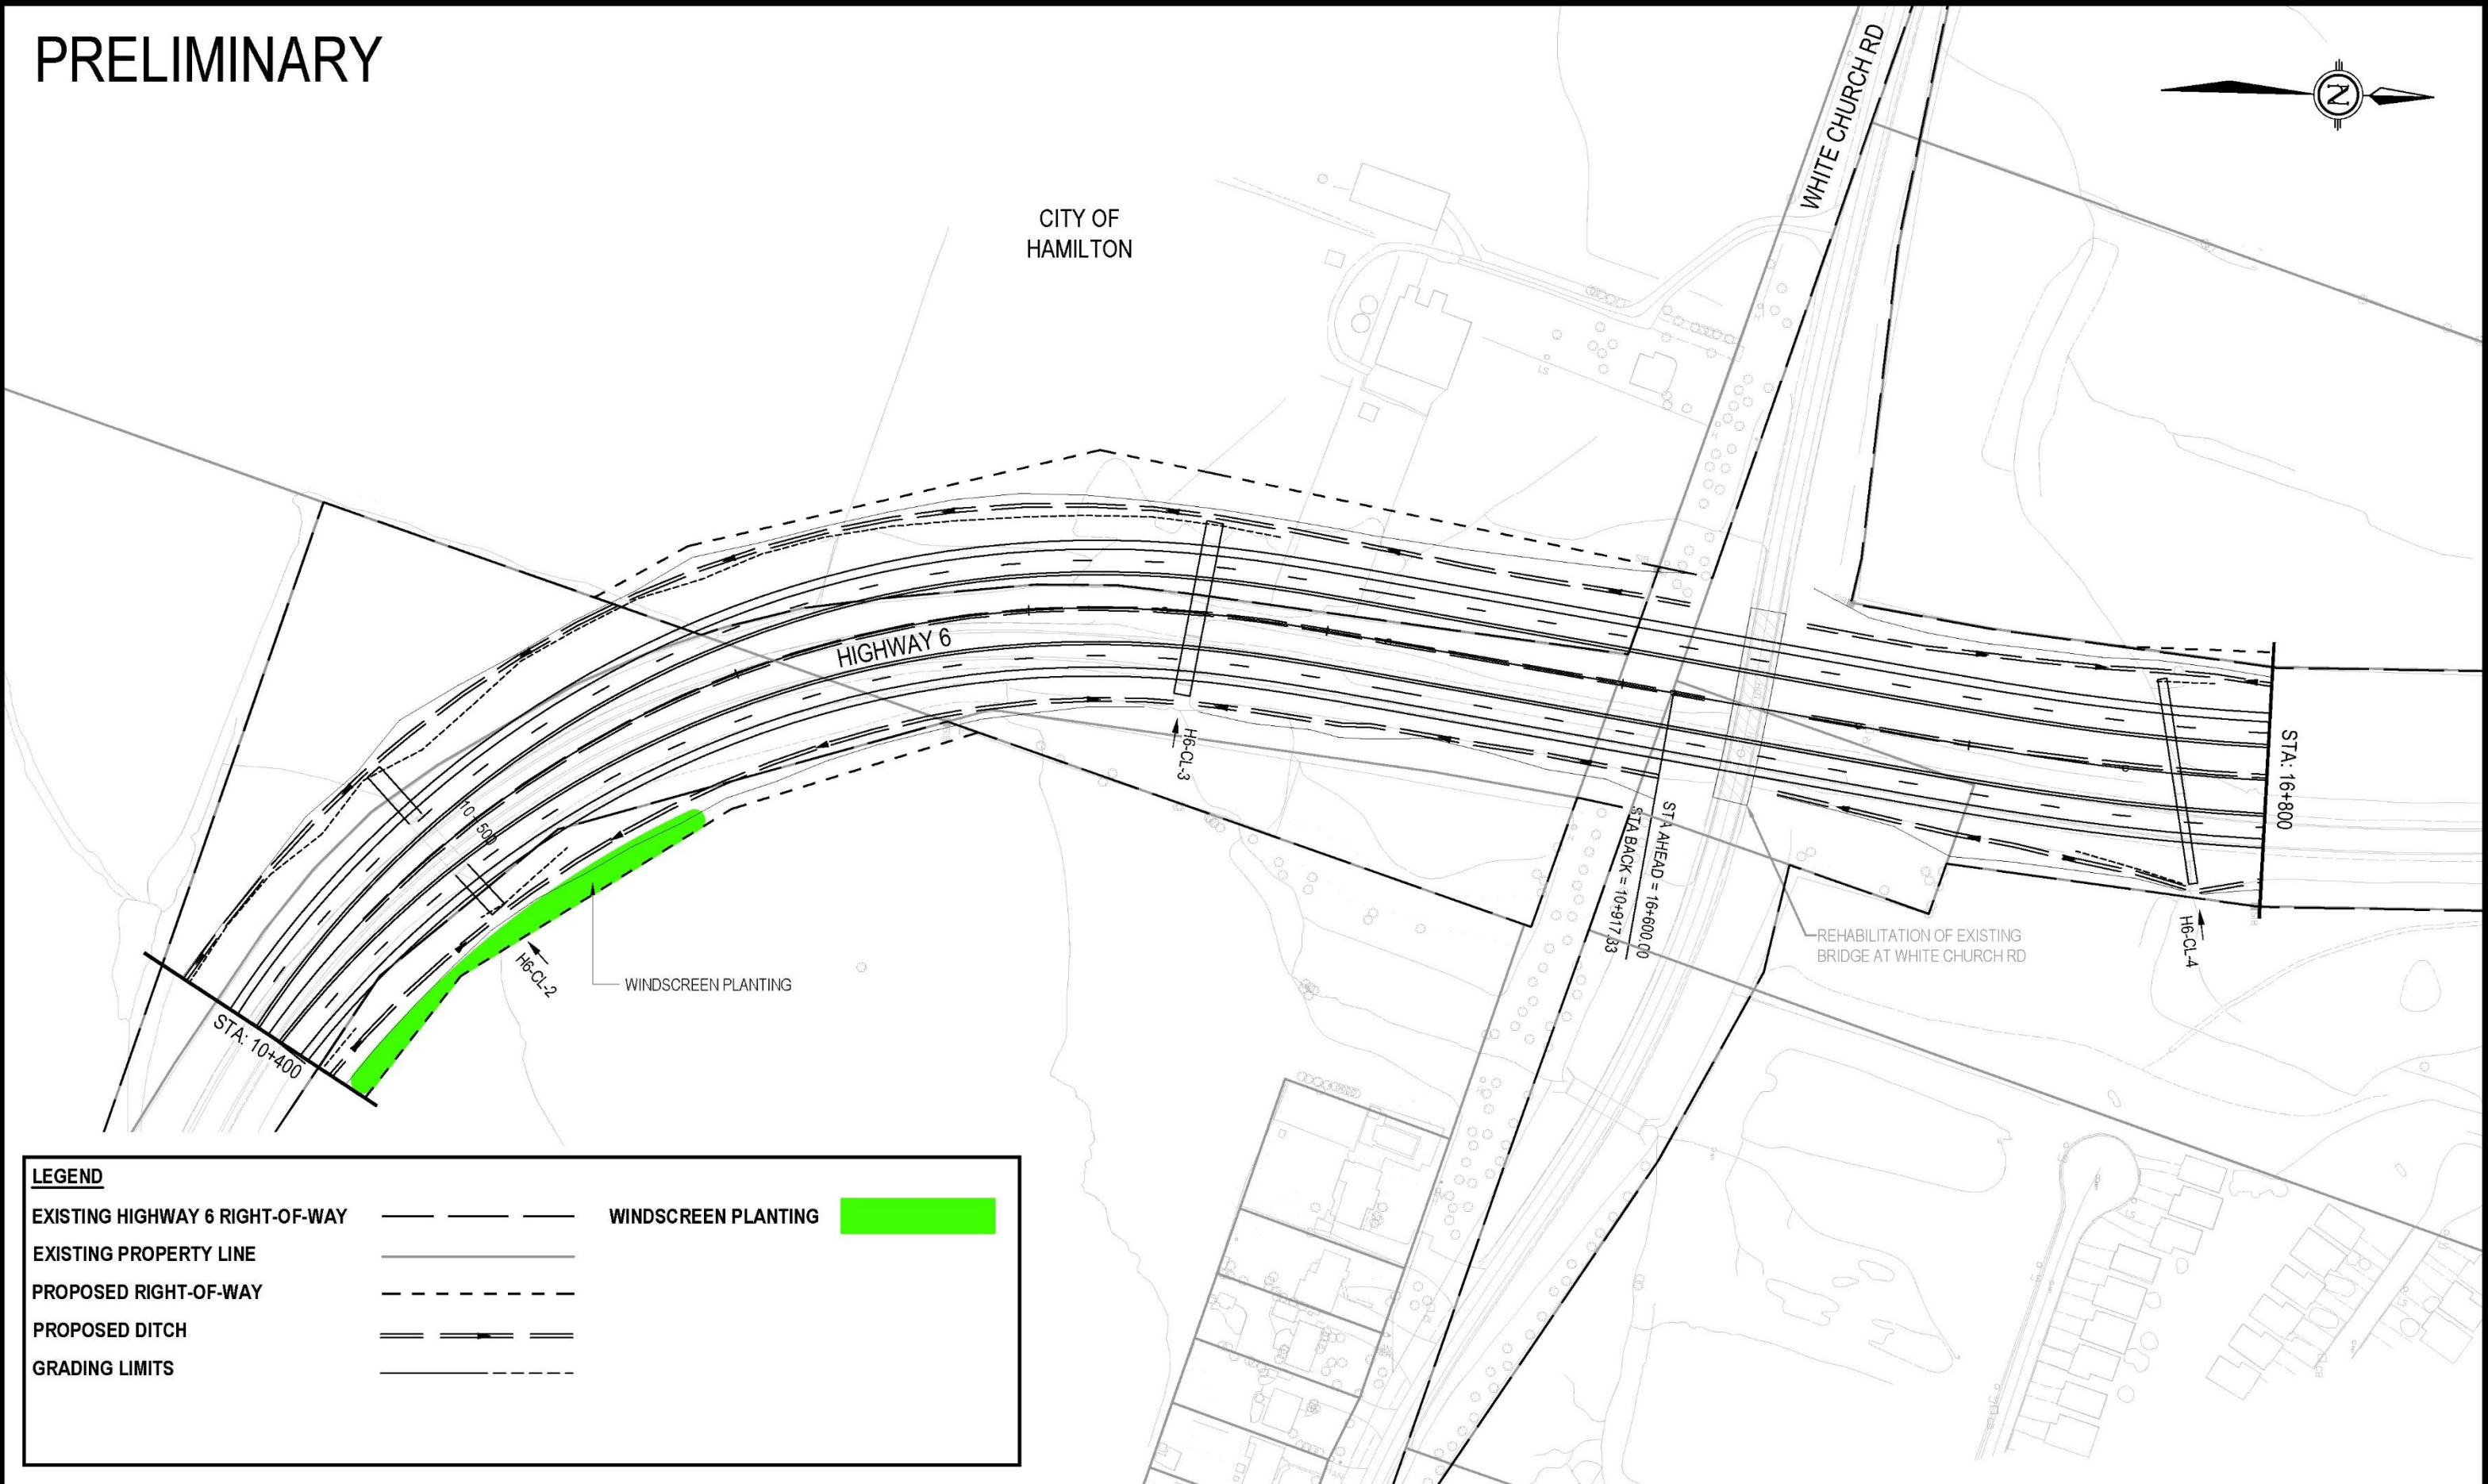 PRELIMINARY
WHITE CHURCH RD
N
CITY OF
HAMILTON
HIGHWAY 6
10+500
H6-CL-3
H6-CL-2
WINDSCREEN PLANTING
STA: 10+400
STA AHEAD = 16+600.00
STA BACK = 10+917.33
STA: 16+800
REHABILITATION OF EXISTING
BRIDGE AT WHITE CHURCH RD
H6-CL-4
LEGEND
EXISTING HIGHWAY 6 RIGHT-OF-WAY
WINDSCREEN PLANTING
EXISTING PROPERTY LINE
PROPOSED RIGHT-OF-WAY
PROPOSED DITCH
GRADING LIMITS